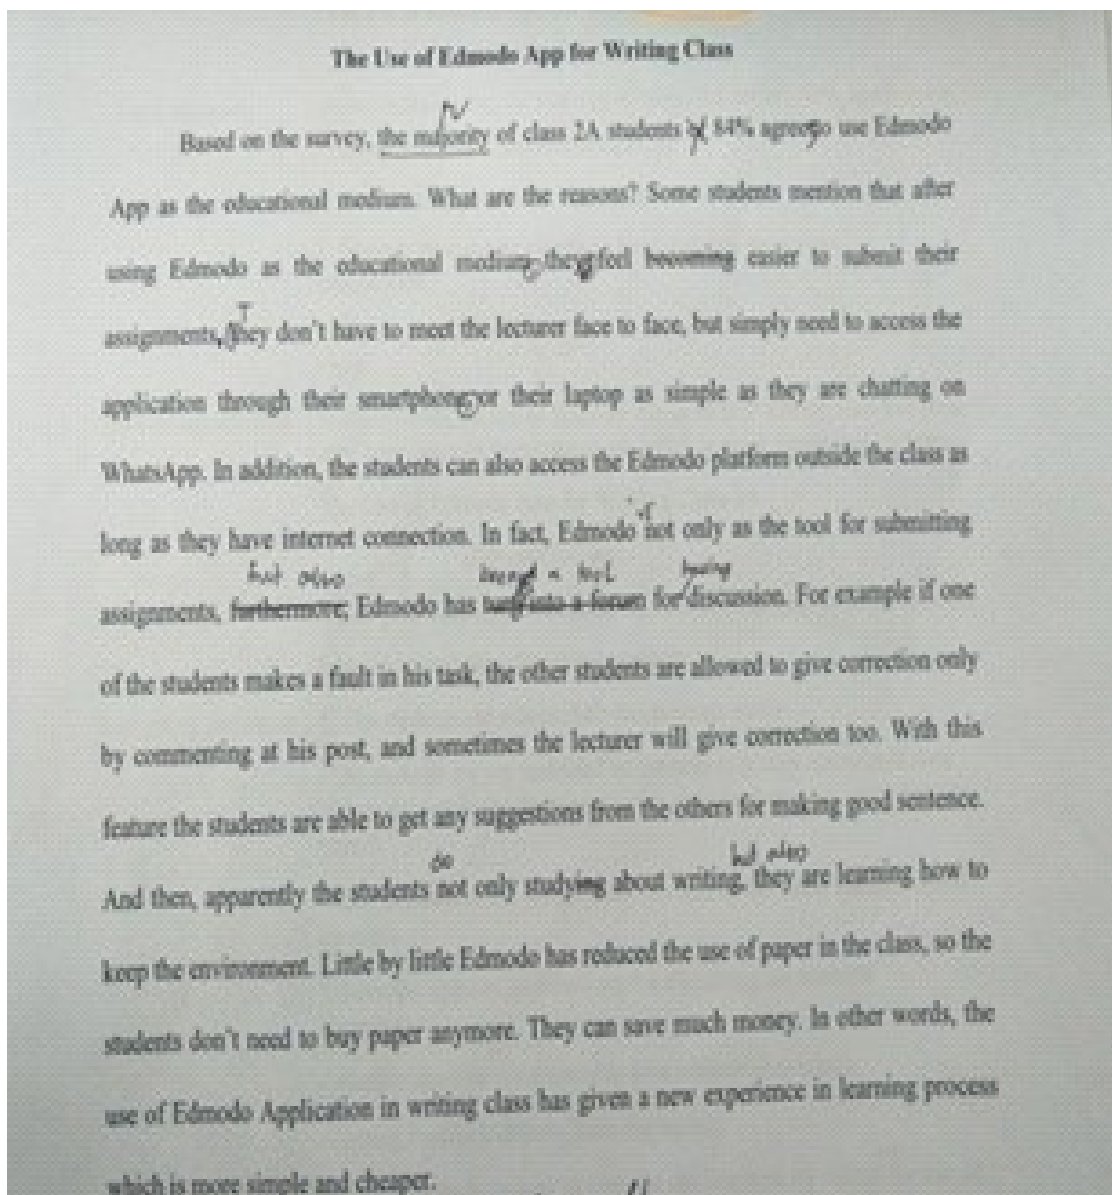 The Use of Edmodo App for Writing Class
Based on the survey, the majority of class 2A students 84% agree to use Edmodo
App as the educational medium. What are the reasons? Some students mention that after
using Edmodo as the educational medium, they feel becoming easier to submit their
T
assignments, they don't have to meet the lecturer face to face, but simply need to access the
application through their smartphone or their laptop as simple as they are chatting on
WhatsApp. In addition, the students can also access the Edmodo platform outside the class as
long as they have internet connection. In fact, Edmodo not only as the tool for submitting
but also tool
assignments, furthermore; Edmodo has into a forum for discussion. For example if one
of the students makes a fault in his task, the other students are allowed to give correction only
by commenting at his post, and sometimes the lecturer will give correction too. With this
feature the students are able to get any suggestions from the others for making good sentence.
do but also
And then, apparently the students not only studying about writing, they are learning how to
keep the environment. Little by little Edmodo has reduced the use of paper in the class, so the
students don't need to buy paper anymore. They can save much money. In other words, the
use of Edmodo Application in writing class has given a new experience in learning process
which is more simple and cheaper.